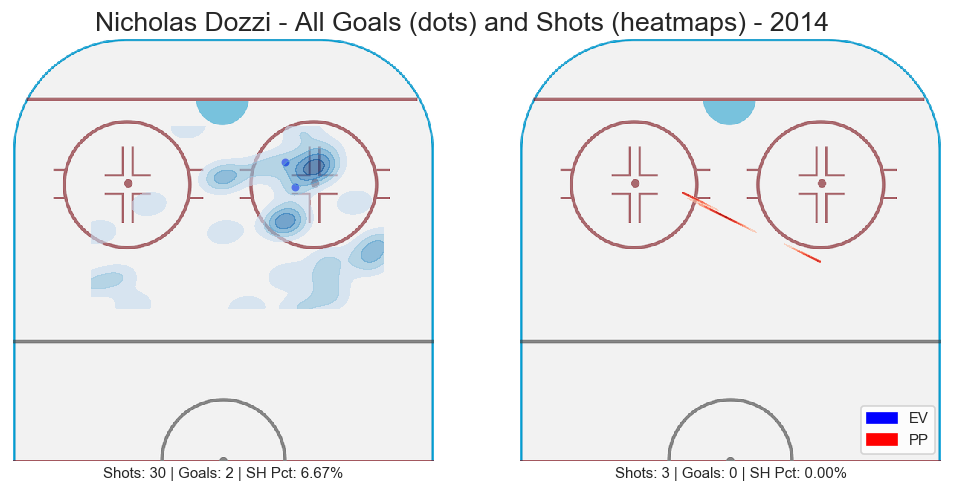 Nicholas Dozzi - All Goals (dots) and Shots (heatmaps) - 2014
EV
PP
Shots: 30 | Goals: 2 | SH Pct: 6.67%
Shots: 3 | Goals: 0 | SH Pct: 0.00%